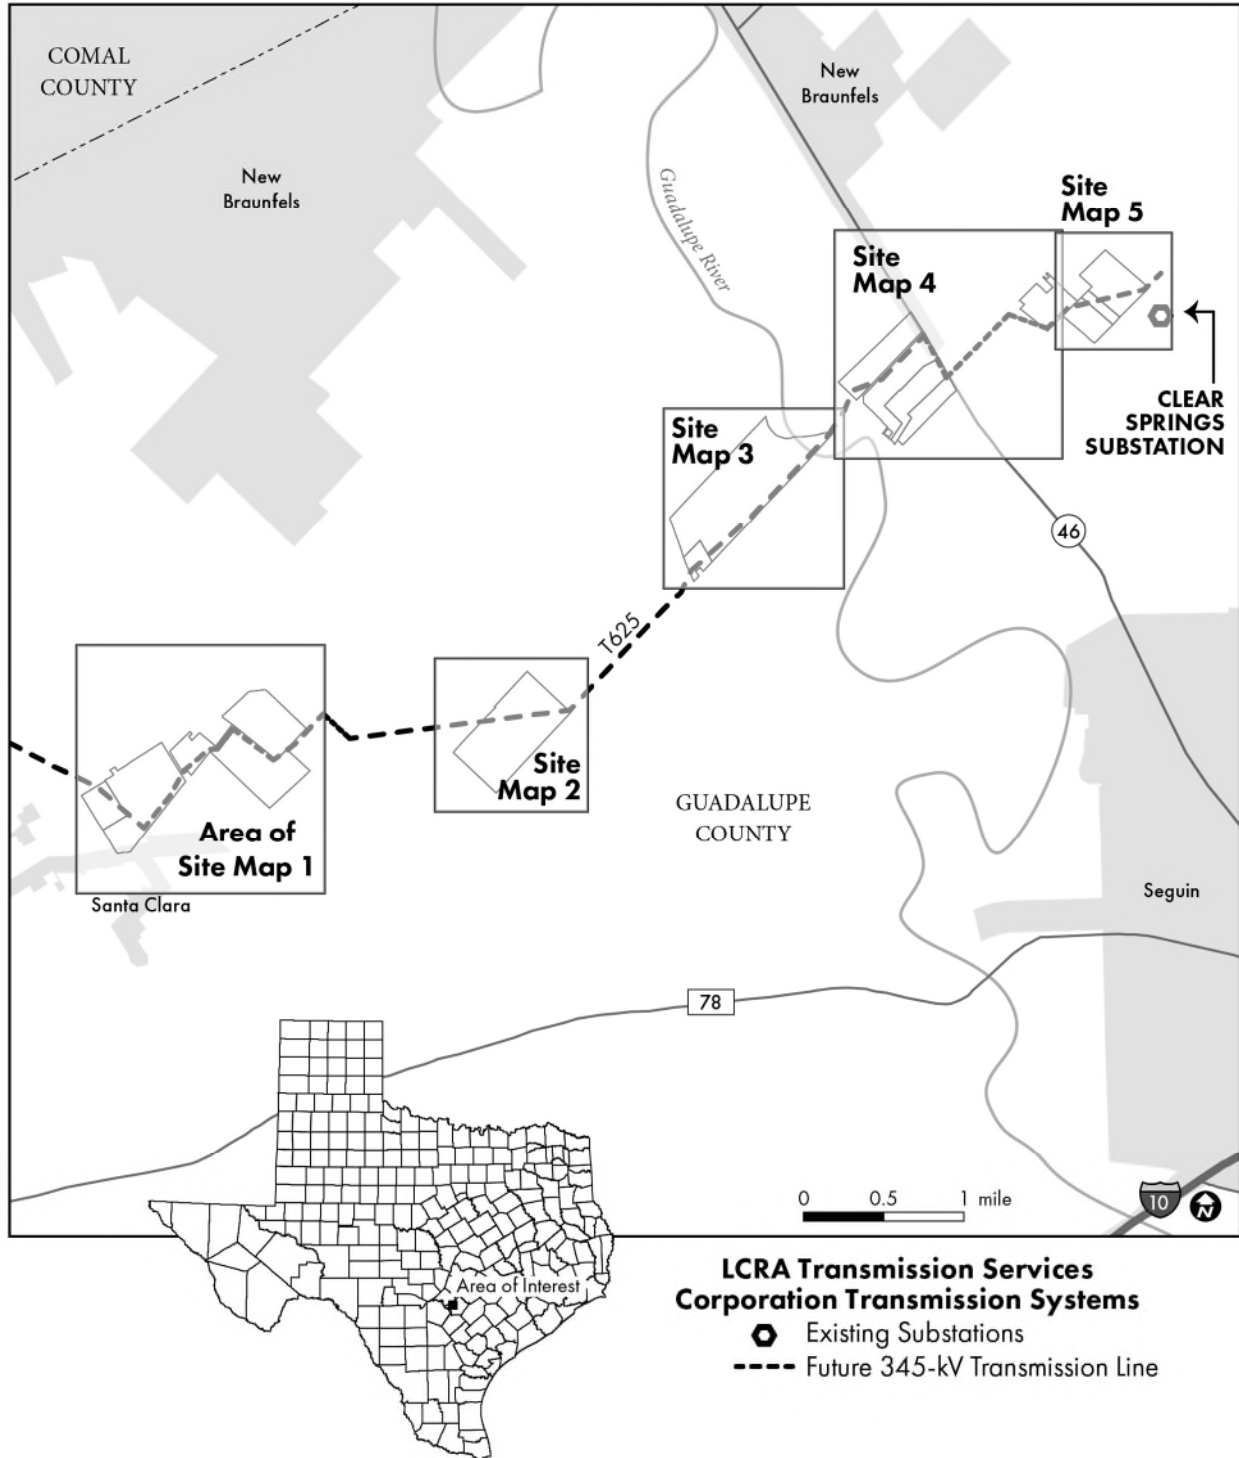 COMAL
COUNTY
New
Braunfels
New
Braunfels
Guadalupe River
Site
Map 5
Site
Map 4
CLEAR
SPRINGS
SUBSTATION
Site
Map 3
46
T625
Site
Map 2
Area of
Site Map 1
Santa Clara
GUADALUPE
COUNTY
Seguin
78
0 0.5 1 mile
10
N
Area of Interest
LCRA Transmission Services
Corporation Transmission Systems
Existing Substations
Future 345-kV Transmission Line